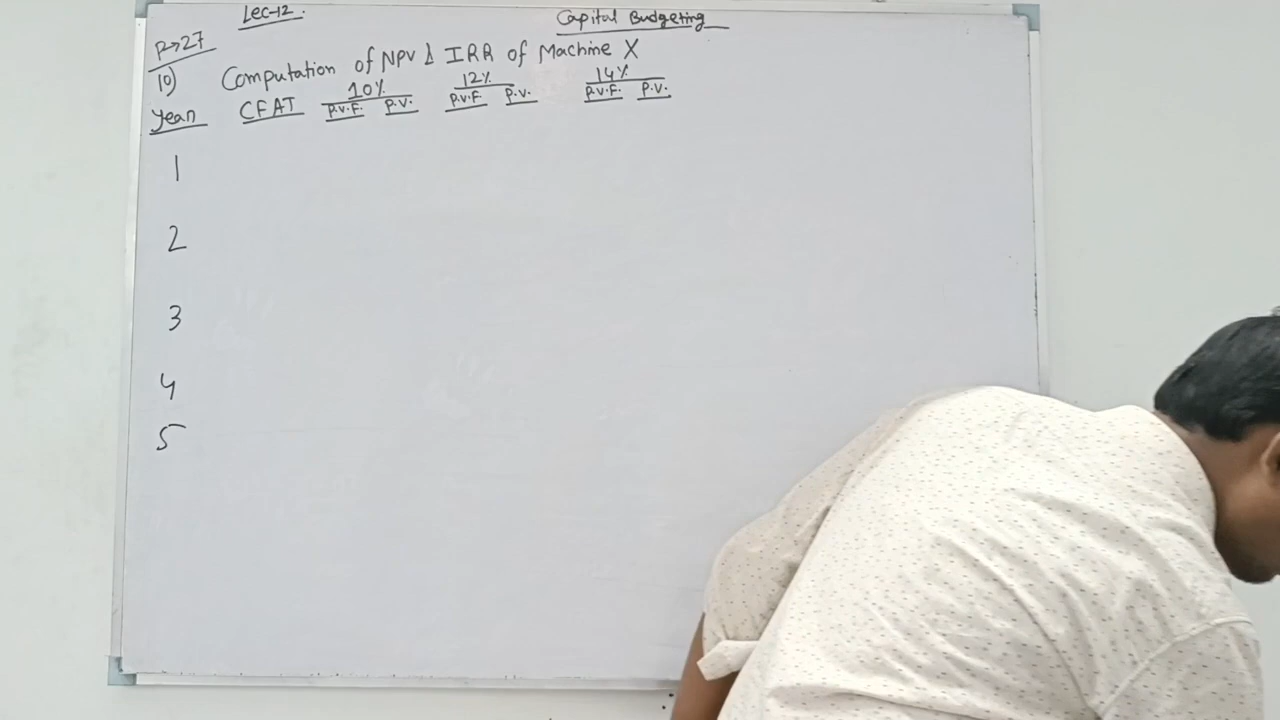 Lec-12
Capital Budgeting
P→27
10) Computation of NPV & IRR of Machine X
10% 12% 14%
Year CFAT P.V.F. P.V. P.V.F. P.V. P.V.F. P.V.
1
2
3
4
5